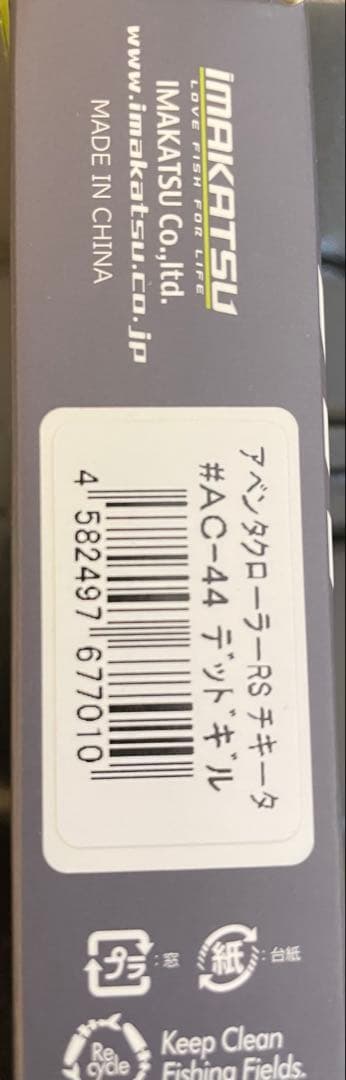 IMAKATSU
LOVE FISH FOR LIFE
IMAKATSU Co.,ltd.
www.imakatsu.co.jp
MADE IN CHINA
アベンタクローラーRS チキータ
#AC-44 デッドギル
4 582497 677010
紙 : 台紙
プラ : 窓
Recycle
Keep Clean
Fishing Fields.